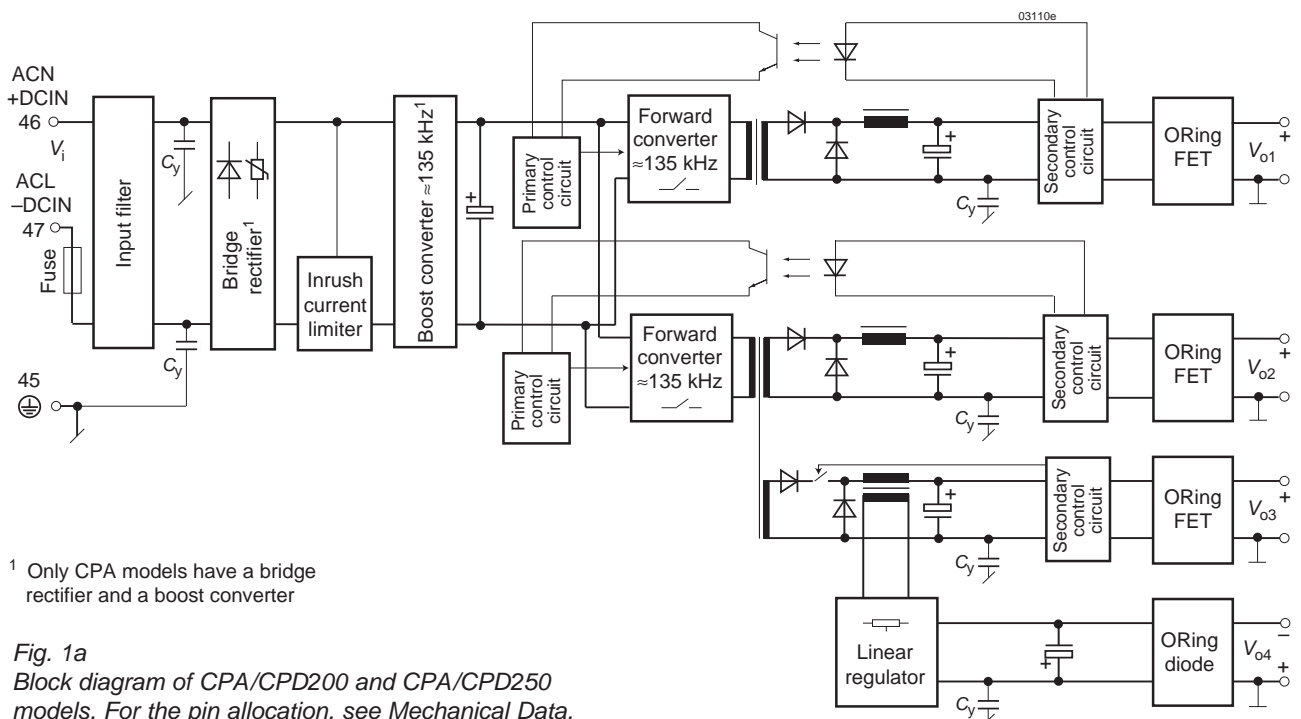 03110e
ACN
+DCIN
46
Vi
ACL
–DCIN
47
Fuse
45
Input filter
Cy
Cy
Bridge
rectifier1
Inrush
current
limiter
Boost converter ≈135 kHz1
+
Primary
control
circuit
Forward
converter
≈135 kHz
+
Cy
Secondary
control
circuit
ORing
FET
+
Vo1
Primary
control
circuit
Forward
converter
≈135 kHz
+
Cy
Secondary
control
circuit
ORing
FET
+
Vo2
+
Cy
Secondary
control
circuit
ORing
FET
Vo3
+
Linear
regulator
+
Cy
ORing
diode
–
Vo4
+
1 Only CPA models have a bridge
rectifier and a boost converter
Fig. 1a
Block diagram of CPA/CPD200 and CPA/CPD250
models. For the pin allocation, see Mechanical Data.